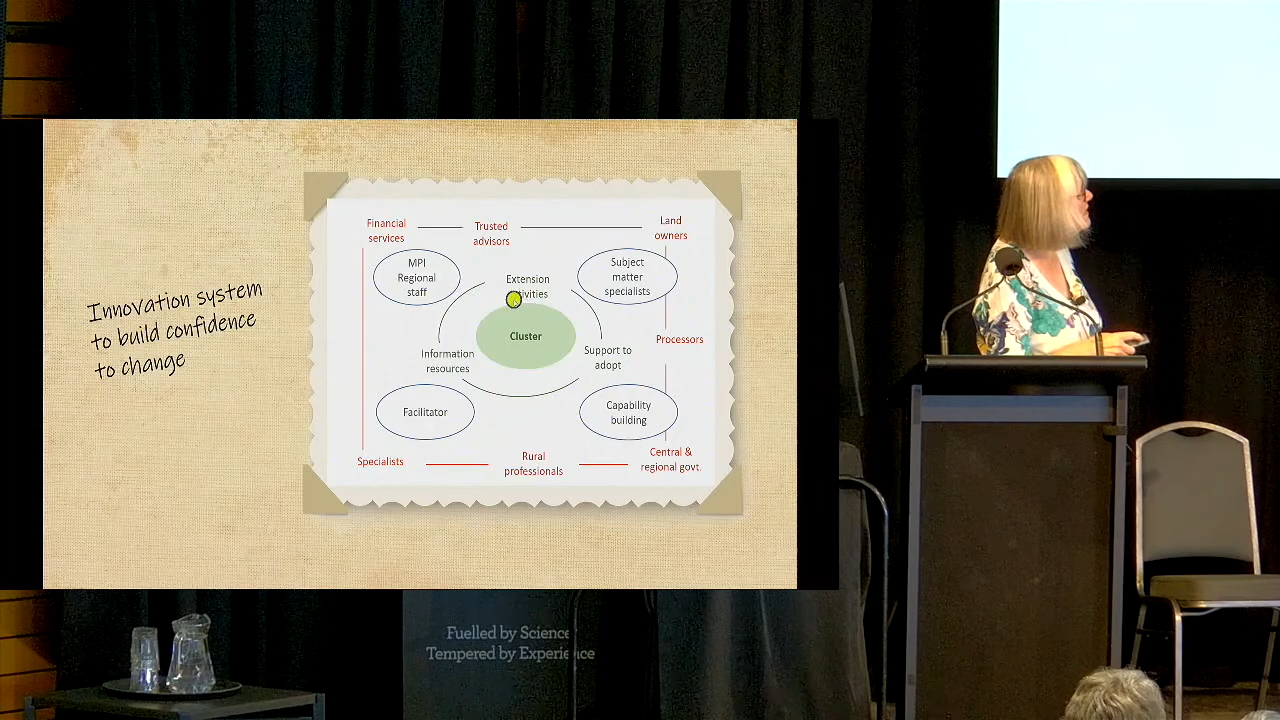 Innovation system
to build confidence
to change
Financial
services
Trusted
advisors
Land
owners
MPI
Regional
staff
Extension
Subject
matter
specialists
Cluster
Information
resources
Support to
adopt
Processors
Facilitator
Capability
building
Specialists
Rural
professionals
Central &
regional govt.
Fuelled by Science
Tempered by Experience